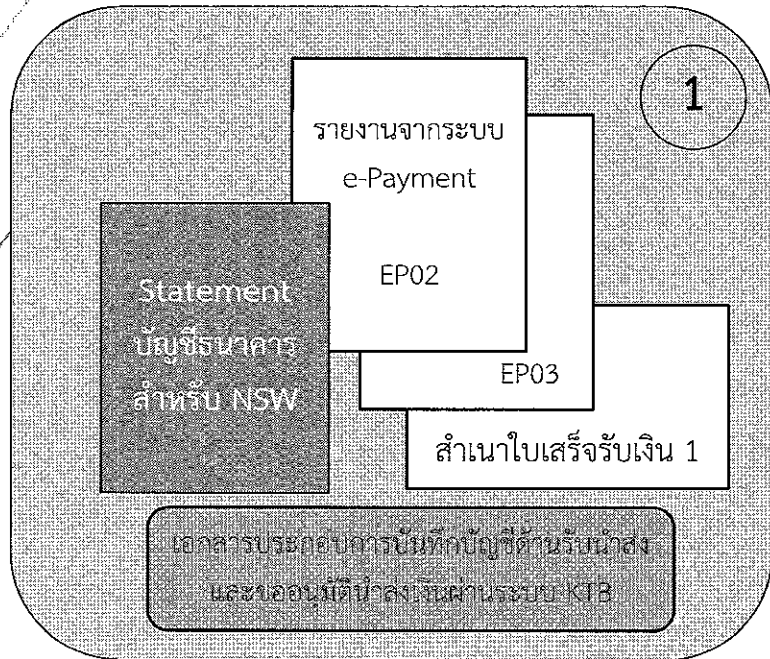 1
รายงานจากระบบ
e-Payment
EP02
Statement
บัญชีธนาคาร
สำหรับ NSW
EP03
สำเนาใบเสร็จรับเงิน 1
เอกสารประกอบการบันทึกบัญชีด้านรับนำส่ง
และขออนุมัตินำส่งเงินผ่านระบบ KTB